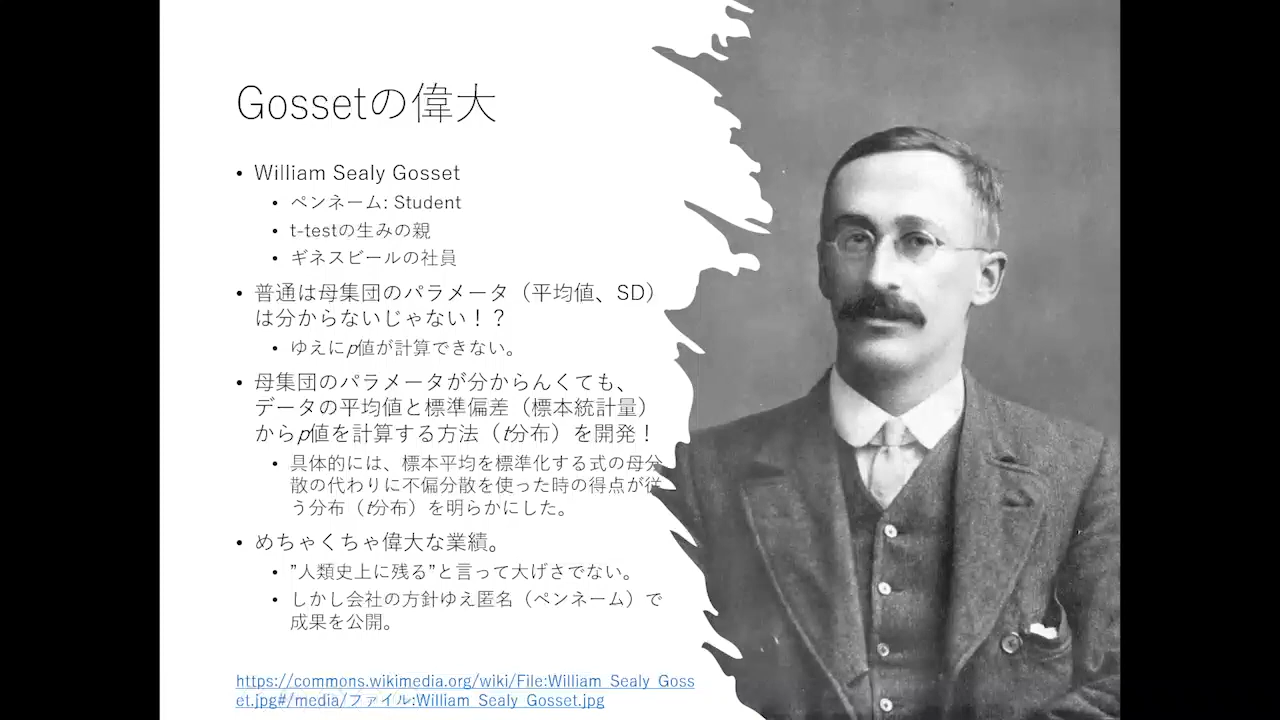 Gossetの偉大
• William Sealy Gosset
• ペンネーム: Student
• t-testの生みの親
• ギネスビールの社員
• 普通は母集団のパラメータ（平均値、SD）
は分からないじゃない！？
• ゆえにp値が計算できない。
• 母集団のパラメータが分からんくても、
データの平均値と標準偏差（標本統計量）
からp値を計算する方法（t分布）を開発！
• 具体的には、標本平均を標準化する式の母分
散の代わりに不偏分散を使った時の得点が従
う分布（t分布）を明らかにした。
• めちゃくちゃ偉大な業績。
• ”人類史上に残る”と言って大げさでない。
• しかし会社の方針ゆえ匿名（ペンネーム）で
成果を公開。
https://commons.wikimedia.org/wiki/File:William_Sealy_Goss
et.jpg#/media/ファイル:William_Sealy_Gosset.jpg